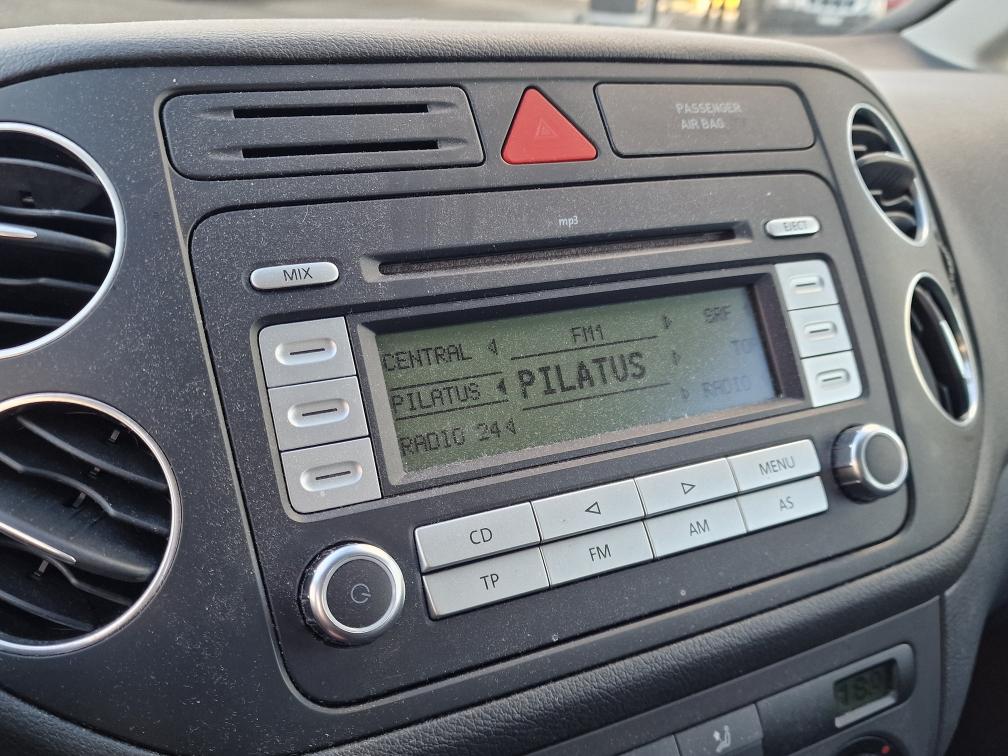 PASSENGER
AIR BAG
mp3
MIX
EJECT
FM1
CENTRAL
SRF
PILATUS
PILATUS
RADIO 24
RADIO
CD
MENU
TP
FM
AM
AS